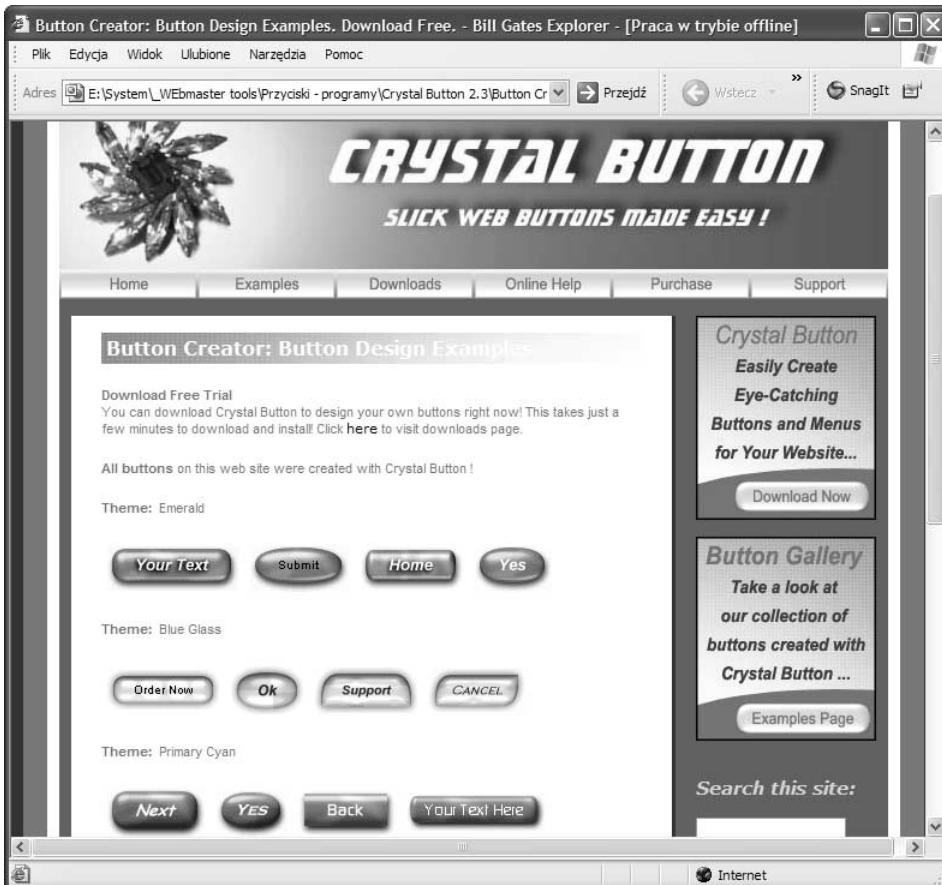 Button Creator: Button Design Examples. Download Free. - Bill Gates Explorer - [Praca w trybie offline]
Plik Edycja Widok Ulubione Narzędzia Pomoc
Adres E:\System\_WEbmaster tools\Przyciski - programy\Crystal Button 2.3\Button Cr Przejdź Wstecz » SnagIt
CRYSTAL BUTTON
SLICK WEB BUTTONS MADE EASY !
Home Examples Downloads Online Help Purchase Support
Button Creator: Button Design Examples
Download Free Trial
You can download Crystal Button to design your own buttons right now! This takes just a
few minutes to download and install! Click here to visit downloads page.
All buttons on this web site were created with Crystal Button !
Theme: Emerald
Your Text Submit Home Yes
Theme: Blue Glass
Order Now Ok Support CANCEL
Theme: Primary Cyan
Next YES Back Your Text Here
Crystal Button
Easily Create
Eye-Catching
Buttons and Menus
for Your Website...
Download Now
Button Gallery
Take a look at
our collection of
buttons created with
Crystal Button ...
Examples Page
Search this site:
Internet